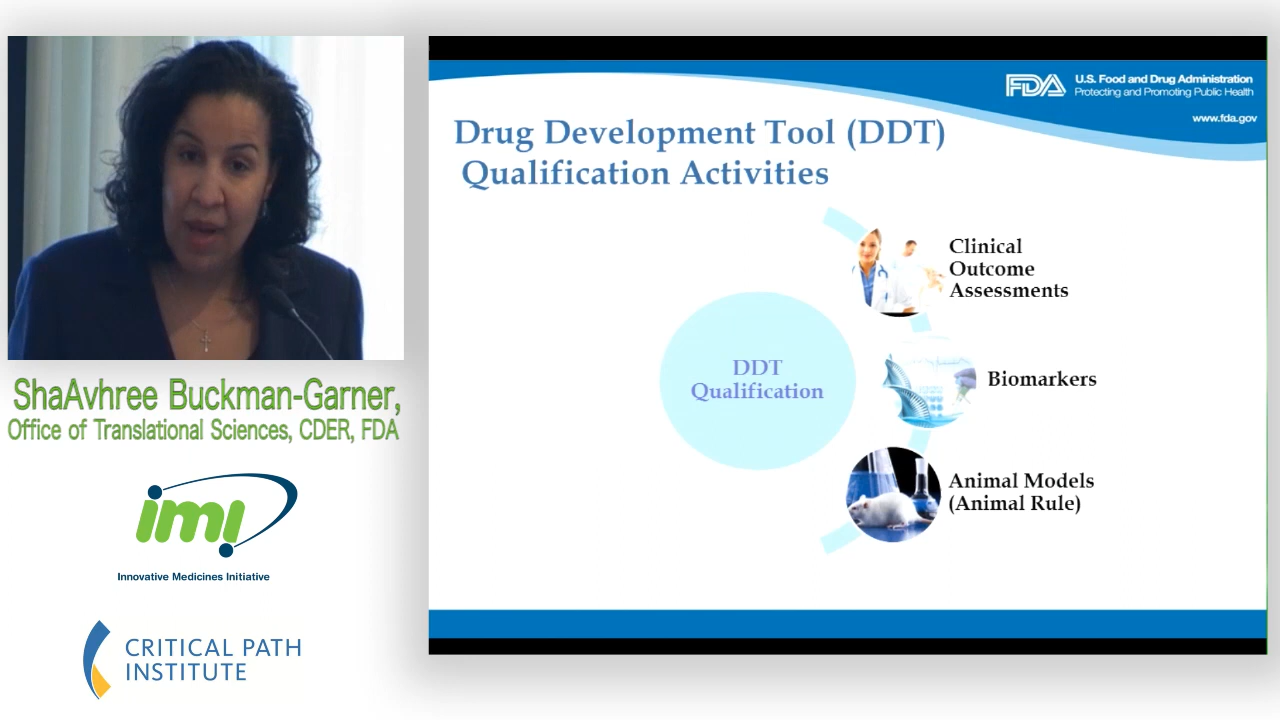 ShaAvhree Buckman-Garner,
Office of Translational Sciences, CDER, FDA
imi
Innovative Medicines Initiative
CRITICAL PATH
INSTITUTE
FDA
U.S. Food and Drug Administration
Protecting and Promoting Public Health
www.fda.gov
Drug Development Tool (DDT)
Qualification Activities
DDT
Qualification
Clinical
Outcome
Assessments
Biomarkers
Animal Models
(Animal Rule)